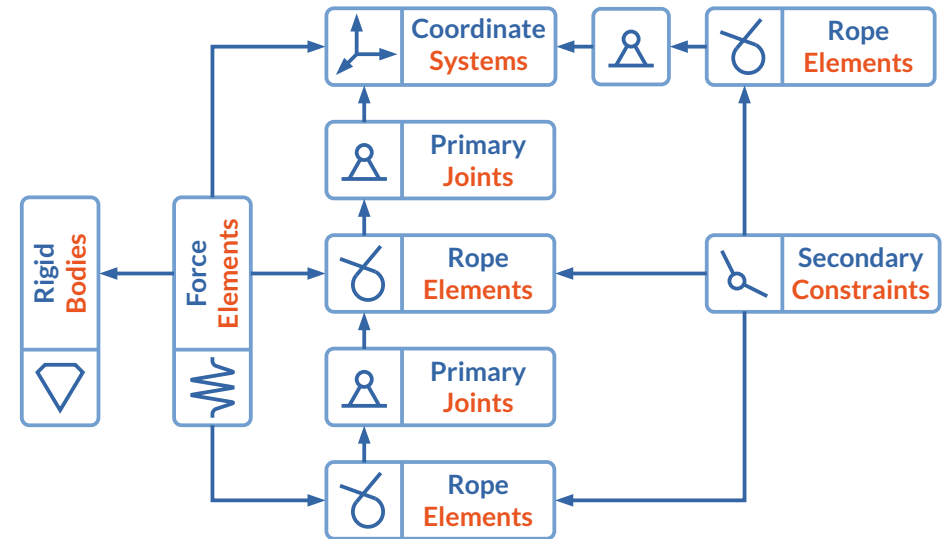 Coordinate
Systems
Rope
Elements
Primary
Joints
Rigid
Bodies
Force
Elements
Rope
Elements
Secondary
Constraints
Primary
Joints
Rope
Elements